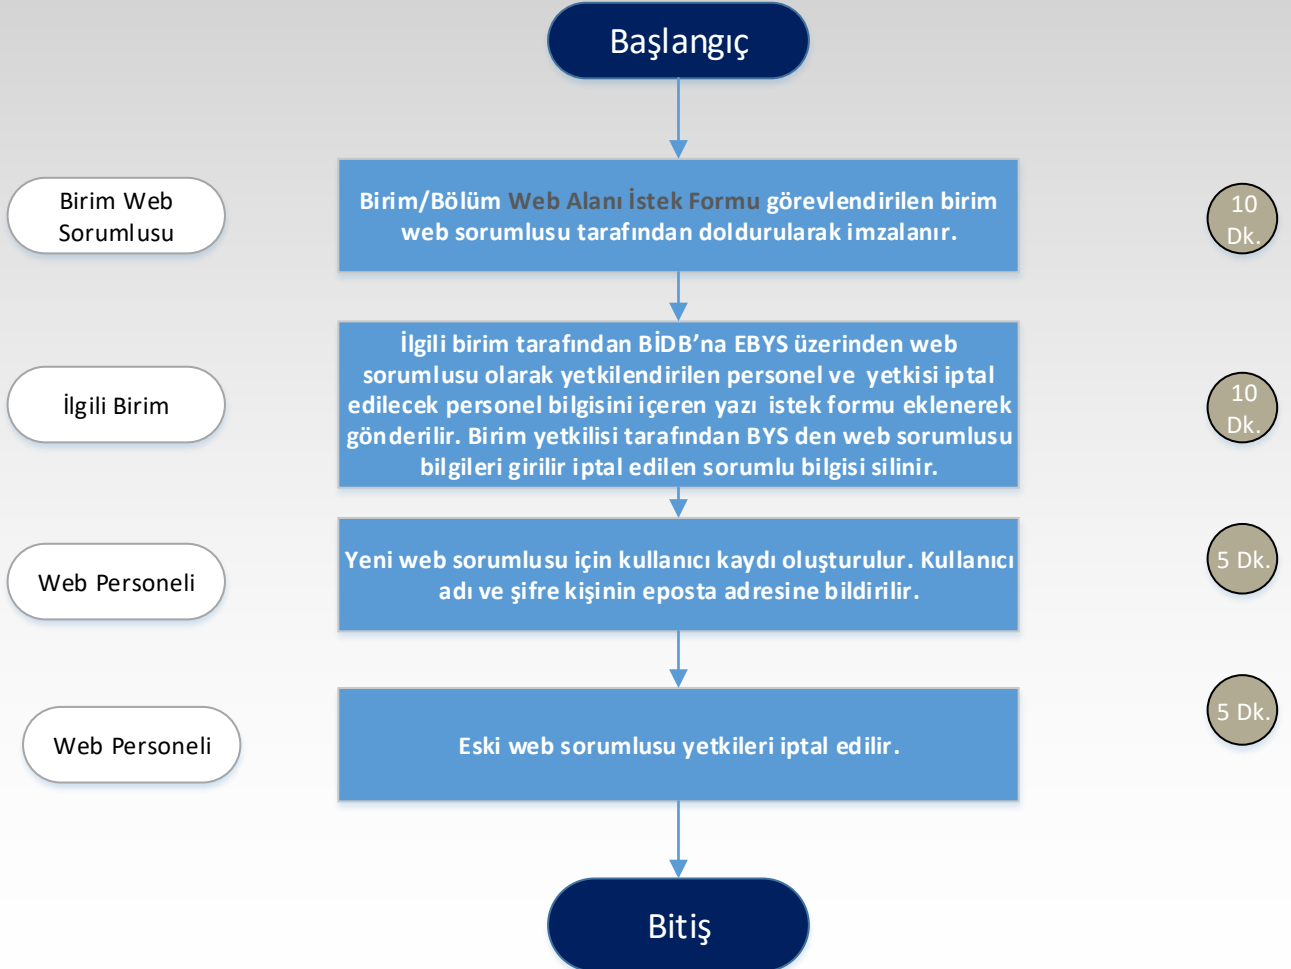 Başlangıç
Birim Web
Sorumlusu
Birim/Bölüm Web Alanı İstek Formu görevlendirilen birim
web sorumlusu tarafından doldurularak imzalanır.
10
Dk.
İlgili Birim
İlgili birim tarafından BİDB’na EBYS üzerinden web
sorumlusu olarak yetkilendirilen personel ve yetkisi iptal
edilecek personel bilgisini içeren yazı istek formu eklenerek
gönderilir. Birim yetkilisi tarafından BYS den web sorumlusu
bilgileri girilir iptal edilen sorumlu bilgisi silinir.
10
Dk.
Web Personeli
Yeni web sorumlusu için kullanıcı kaydı oluşturulur. Kullanıcı
adı ve şifre kişinin eposta adresine bildirilir.
5 Dk.
Web Personeli
Eski web sorumlusu yetkileri iptal edilir.
5 Dk.
Bitiş